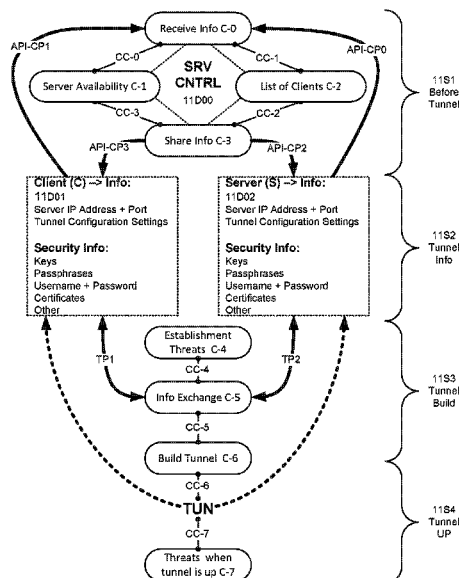 Receive Info C-0
API-CP1
API-CP0
CC-0
CC-1
SRV
CNTRL
11D00
Server Availability C-1
List of Clients C-2
CC-3
CC-2
Share Info C-3
API-CP3
API-CP2
11S1
Before
Tunnel
Client (C) --> Info:
11D01
Server IP Address + Port
Tunnel Configuration Settings
Security Info:
Keys
Passphrases
Username + Password
Certificates
Other
Server (S) --> Info:
11D02
Server IP Address + Port
Tunnel Configuration Settings
Security Info:
Keys
Passphrases
Username + Password
Certificates
Other
11S2
Tunnel
Info
Establishment
Threats C-4
TP1
TP2
CC-4
Info Exchange C-5
CC-5
Build Tunnel C-6
11S3
Tunnel
Build
CC-6
TUN
CC-7
Threats when
tunnel is up C-7
11S4
Tunnel
UP